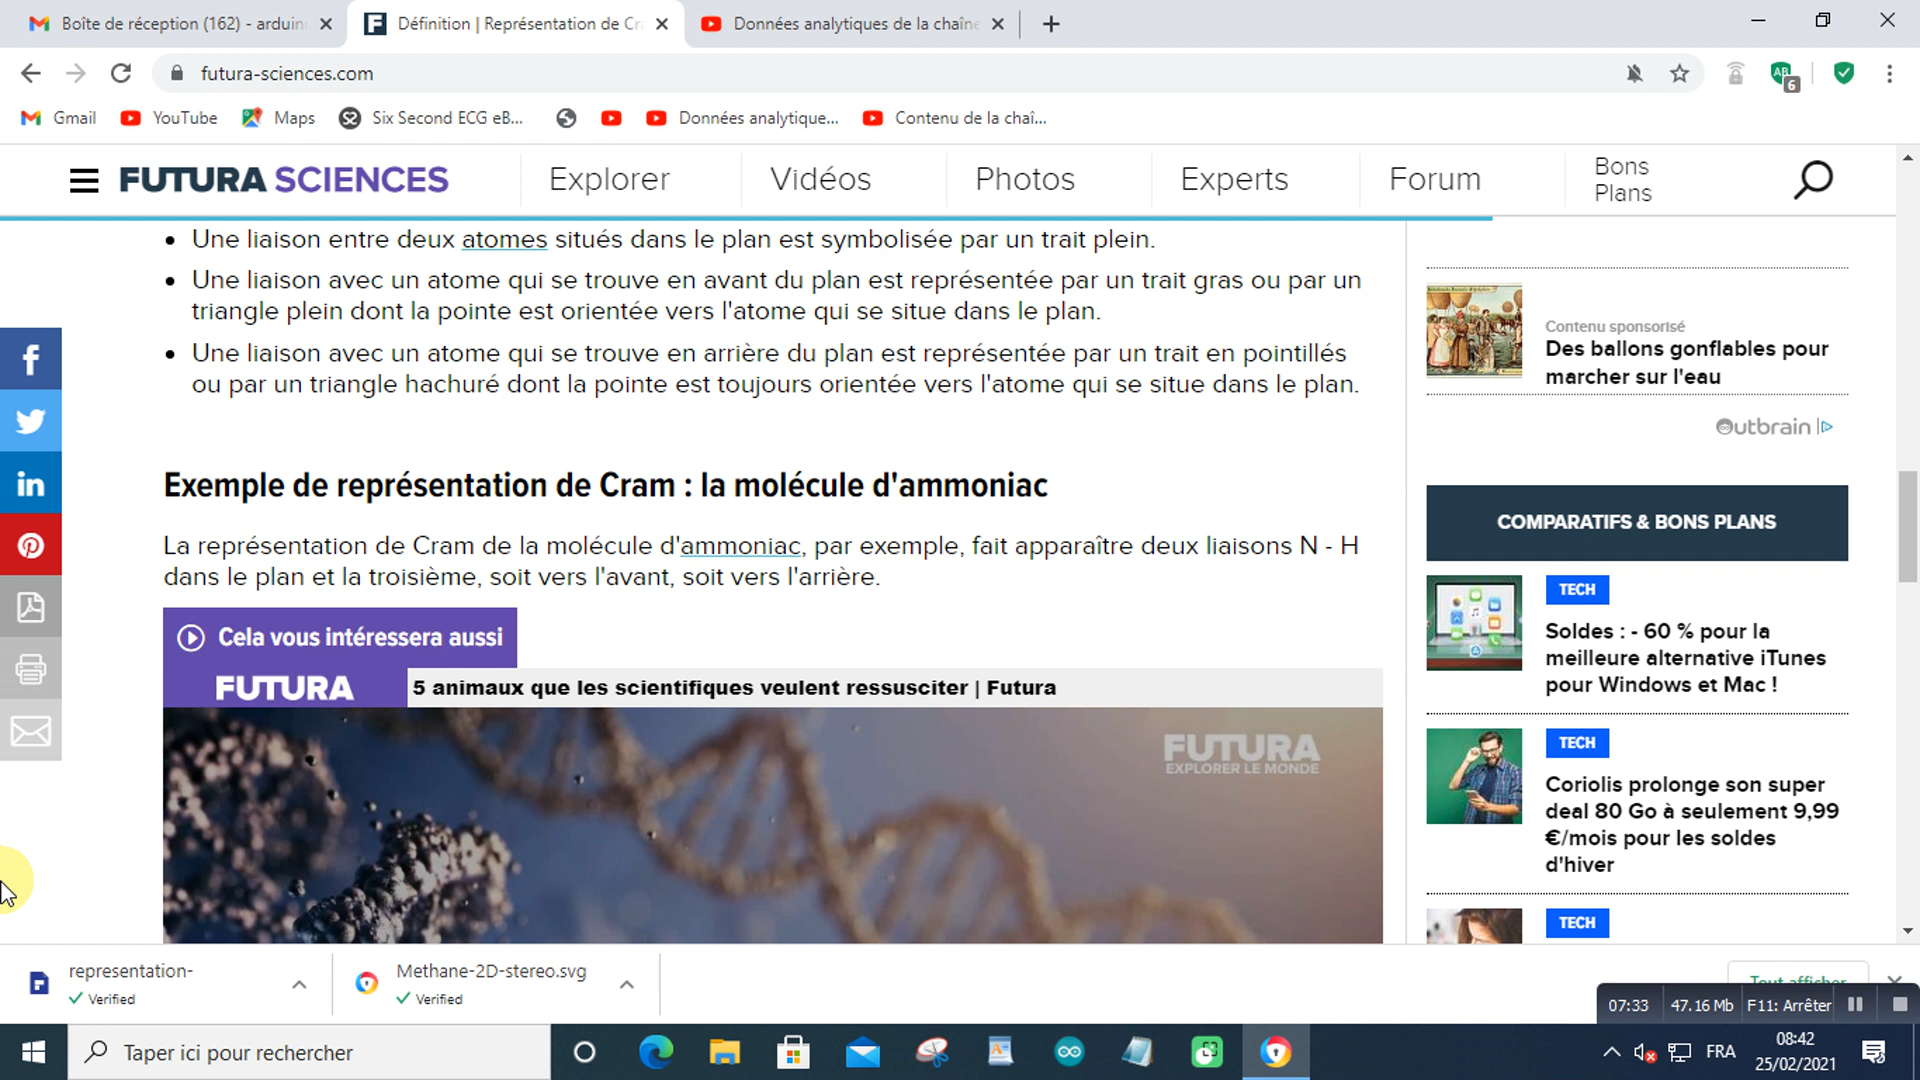 Boîte de réception (162) - arduin
Définition | Représentation de Cr
Données analytiques de la chaîne
futura-sciences.com
6
Gmail
YouTube
Maps
Six Second ECG eB...
Données analytique...
Contenu de la chaî...
FUTURA SCIENCES
Explorer
Vidéos
Photos
Experts
Forum
Bons
Plans
Une liaison entre deux atomes situés dans le plan est symbolisée par un trait plein.
Une liaison avec un atome qui se trouve en avant du plan est représentée par un trait gras ou par un
triangle plein dont la pointe est orientée vers l'atome qui se situe dans le plan.
Une liaison avec un atome qui se trouve en arrière du plan est représentée par un trait en pointillés
ou par un triangle hachuré dont la pointe est toujours orientée vers l'atome qui se situe dans le plan.
Exemple de représentation de Cram : la molécule d'ammoniac
La représentation de Cram de la molécule d'ammoniac, par exemple, fait apparaître deux liaisons N - H
dans le plan et la troisième, soit vers l'avant, soit vers l'arrière.
Cela vous intéressera aussi
FUTURA
5 animaux que les scientifiques veulent ressusciter | Futura
FUTURA
EXPLORER LE MONDE
Contenu sponsorisé
Des ballons gonflables pour
marcher sur l'eau
Outbrain
COMPARATIFS & BONS PLANS
TECH
Soldes : - 60 % pour la
meilleure alternative iTunes
pour Windows et Mac !
TECH
Coriolis prolonge son super
deal 80 Go à seulement 9,99
€/mois pour les soldes
d'hiver
TECH
representation-
Verified
Methane-2D-stereo.svg
Verified
Tout afficher
07:33
47.16 Mb
F11: Arrêter
Taper ici pour rechercher
FRA
08:42
25/02/2021